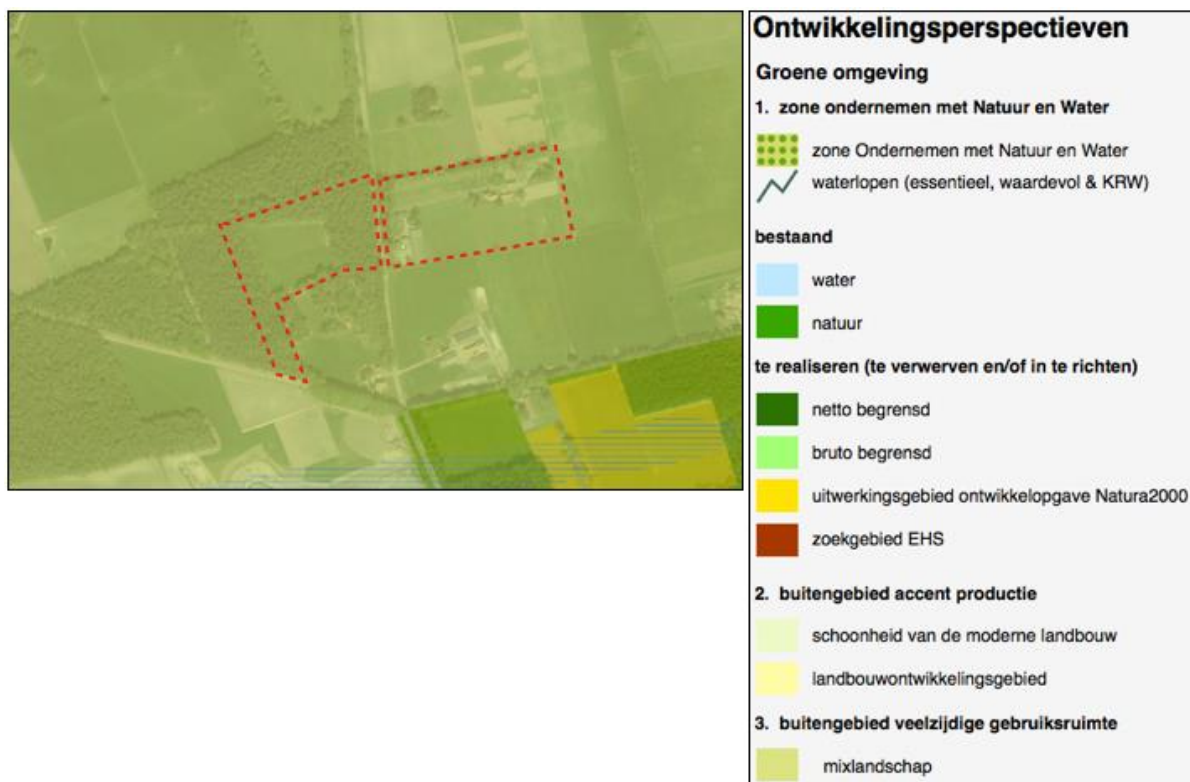 Ontwikkelingsperspectieven
Groene omgeving
1. zone ondernemen met Natuur en Water
zone Ondernemen met Natuur en Water
waterlopen (essentieel, waardevol & KRW)
bestaand
water
natuur
te realiseren (te verwerven en/of in te richten)
netto begrensd
bruto begrensd
uitwerkingsgebied ontwikkelopgave Natura2000
zoekgebied EHS
2. buitengebied accent productie
schoonheid van de moderne landbouw
landbouwontwikkelingsgebied
3. buitengebied veelzijdige gebruiksruimte
mixlandschap